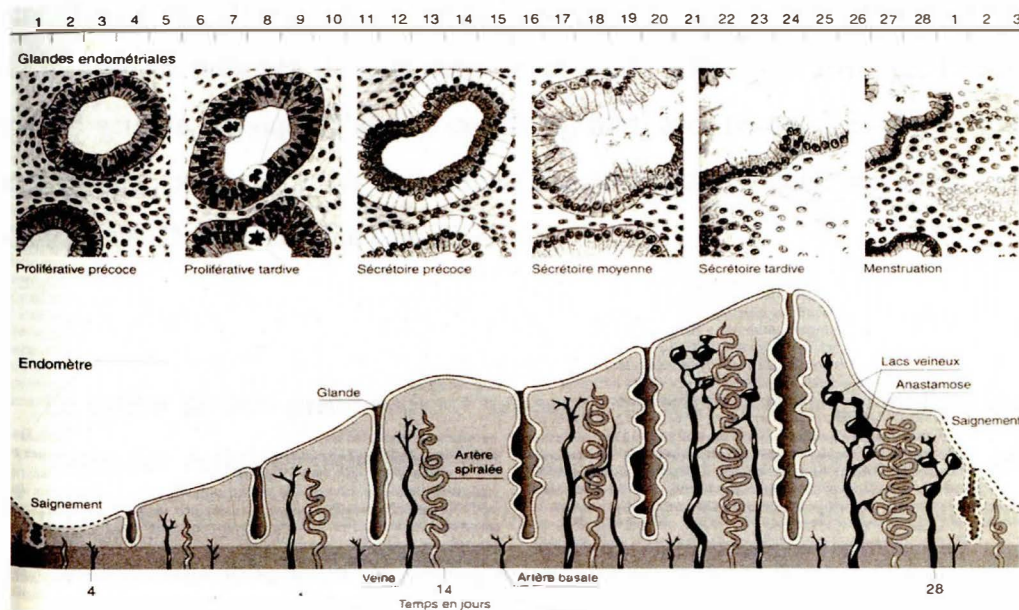 1 2 3 4 5 6 7 8 9 10 11 12 13 14 15 16 17 18 19 20 21 22 23 24 25 26 27 28 1 2 3
Glandes endométriales
Proliférative précoce Proliférative tardive Sécrétoire précoce Sécrétoire moyenne Sécrétoire tardive Menstruation
Endomètre
Lacs veineux
Glande
Anastamose
Saignement
Artère
spiralée
Saignement
Veine
Artère basale
4 14 28
Temps en jours